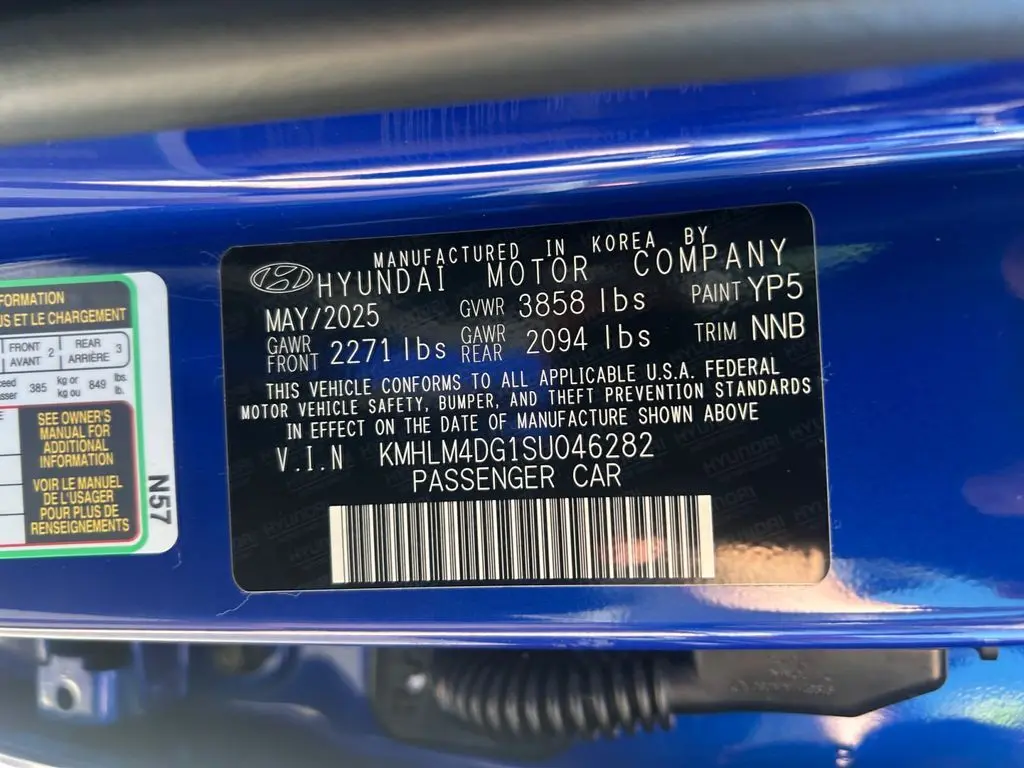 MANUFACTURED IN KOREA BY
HYUNDAI MOTOR COMPANY
MAY/2025 GVWR 3858 lbs PAINT YP5
GAWR FRONT 2271 lbs GAWR REAR 2094 lbs TRIM NNB
THIS VEHICLE CONFORMS TO ALL APPLICABLE U.S.A. FEDERAL
MOTOR VEHICLE SAFETY, BUMPER, AND THEFT PREVENTION STANDARDS
IN EFFECT ON THE DATE OF MANUFACTURE SHOWN ABOVE
V.I.N KMHLM4DG1SU046282
PASSENGER CAR
FORMATION
US ET LE CHARGEMENT
FRONT 2 REAR 3
AVANT ARRIÈRE
385 kg or 849 lbs.
kg ou lb.
SEE OWNER'S
MANUAL FOR
ADDITIONAL
INFORMATION
VOIR LE MANUEL
DE L'USAGER
POUR PLUS DE
RENSEIGNEMENTS
N57